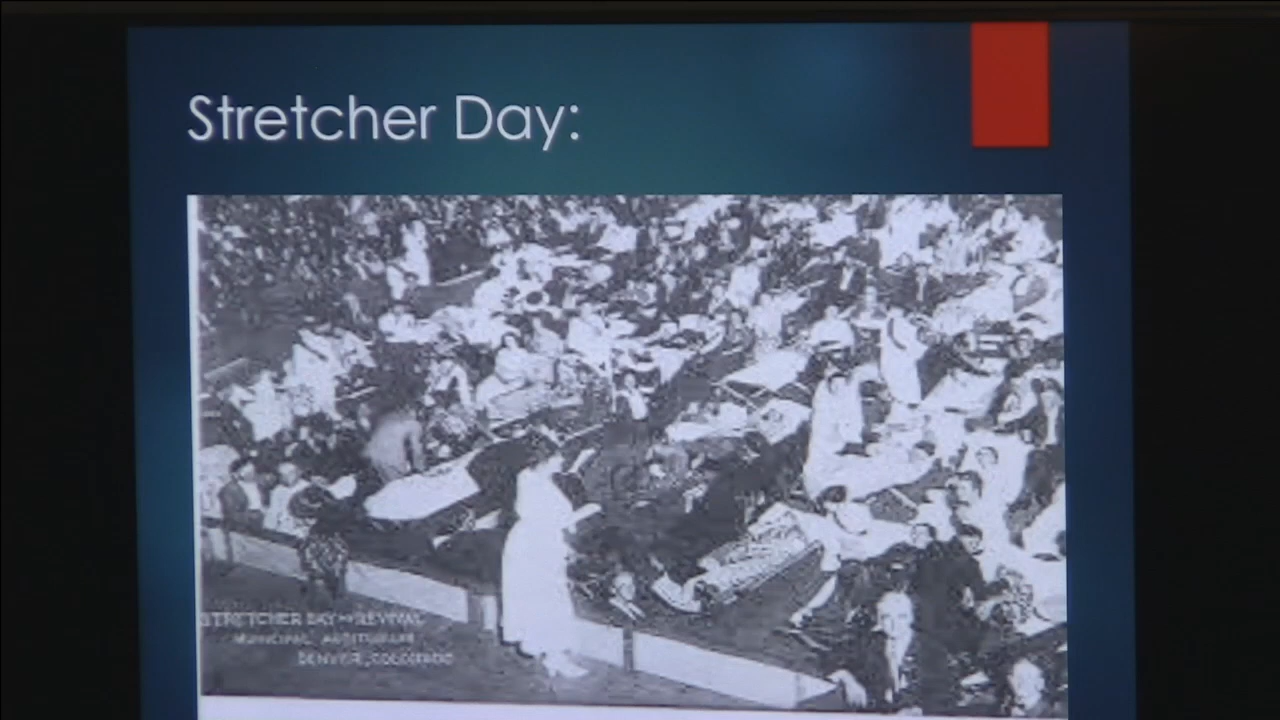 Stretcher Day:
STRETCHER DAY REVIVAL
MUNICIPAL AUDITORIUM
DENVER, COLORADO